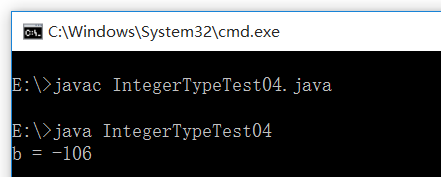 C:\Windows\System32\cmd.exe
E:\>javac IntegerTypeTest04.java
E:\>java IntegerTypeTest04
b = -106